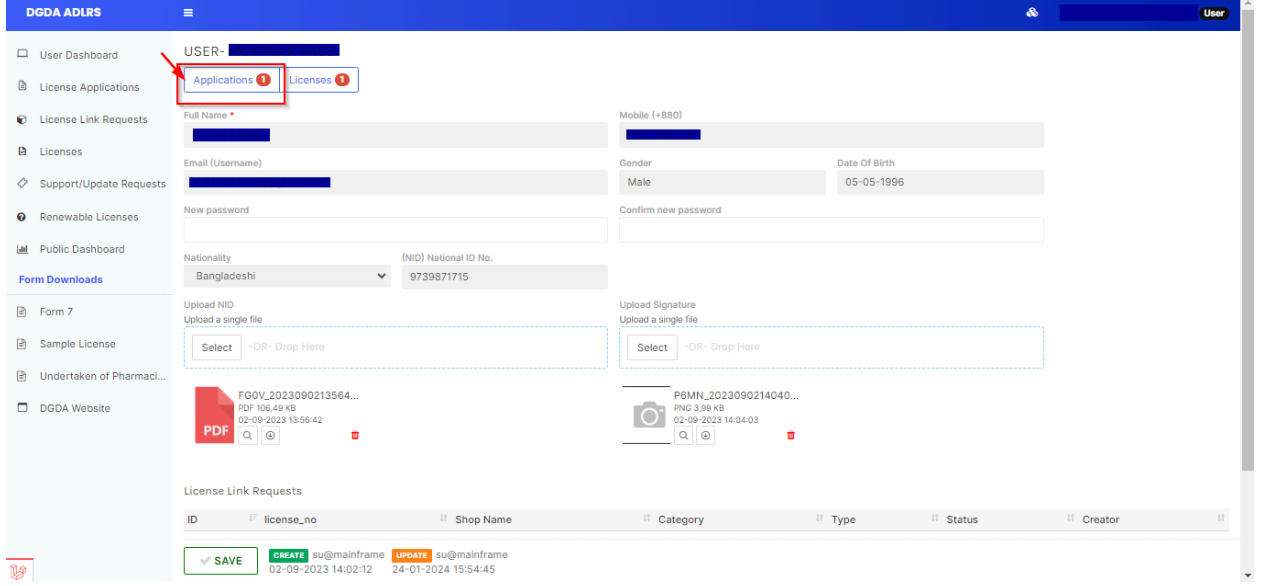 DGDA ADLRS
User
User Dashboard
License Applications
License Link Requests
Licenses
Support/Update Requests
Renewable Licenses
Public Dashboard
Form Downloads
Form 7
Sample License
Undertaken of Pharmaci...
DGDA Website
USER-
Applications 1 Licenses 1
Full Name *
Mobile (+880)
Email (Username)
Gender
Date Of Birth
Male
05-05-1996
New password
Confirm new password
Nationality
(NID) National ID No.
Bangladeshi
9739871715
Upload NID
Upload a single file
Select -OR- Drop Here
Upload Signature
Upload a single file
Select -OR- Drop Here
PDF
FG0V_2023090213564...
PDF 106,49 KB
02-09-2023 13:56:42
P6MN_2023090214040...
PNG 3,99 KB
02-09-2023 14:04:03
License Link Requests
ID license_no Shop Name Category Type Status Creator
SAVE
CREATE su@mainframe UPDATE su@mainframe
02-09-2023 14:02:12 24-01-2024 15:54:45